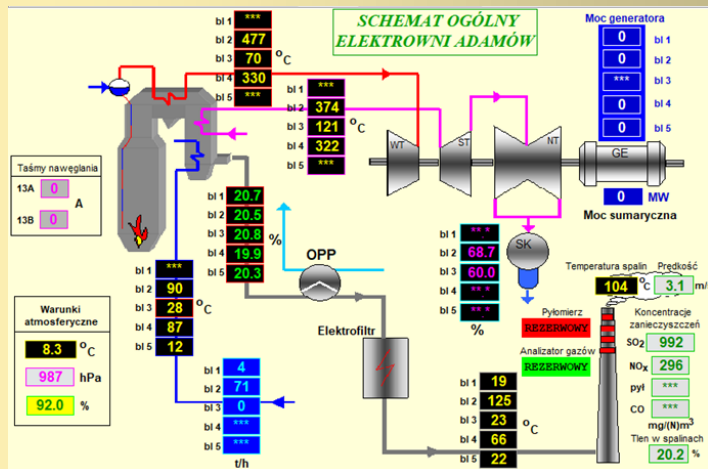 SCHEMAT OGÓLNY
ELEKTROWNI ADAMÓW
bl 1 ***
bl 2 477
bl 3 70
bl 4 330
bl 5 ***
°C
bl 1 ***
bl 2 374
bl 3 121
bl 4 322
bl 5 ***
°C
Moc generatora
0 bl 1
0 bl 2
*** bl 3
0 bl 4
0 bl 5
WT
ST
NT
GE
0 MW
Moc sumaryczna
Taśmy nawęglania
13A 0
A
13B 0
bl 1 20.7
bl 2 20.5
bl 3 20.8
bl 4 19.9
bl 5 20.3
%
OPP
bl 1 **.*
bl 2 68.7
bl 3 60.0
bl 4 **.*
bl 5 **.*
%
SK
Temperatura spalin
104 °C
Prędkość
3.1 m/
bl 1 ***
bl 2 90
bl 3 28
bl 4 87
bl 5 12
°C
Warunki
atmosferyczne
8.3 °C
987 hPa
92.0 %
Elektrofiltr
Pyłomierz
REZERWOWY
Analizator gazów
REZERWOWY
Koncentracje
zanieczyszczeń
SO2 992
NOx 296
pył ***
CO ***
mg/(N)m3
Tlen w spalinach
20.2 %
bl 1 4
bl 2 71
bl 3 0
bl 4 ***
bl 5 ***
t/h
bl 1 19
bl 2 125
bl 3 23
bl 4 66
bl 5 22
°C